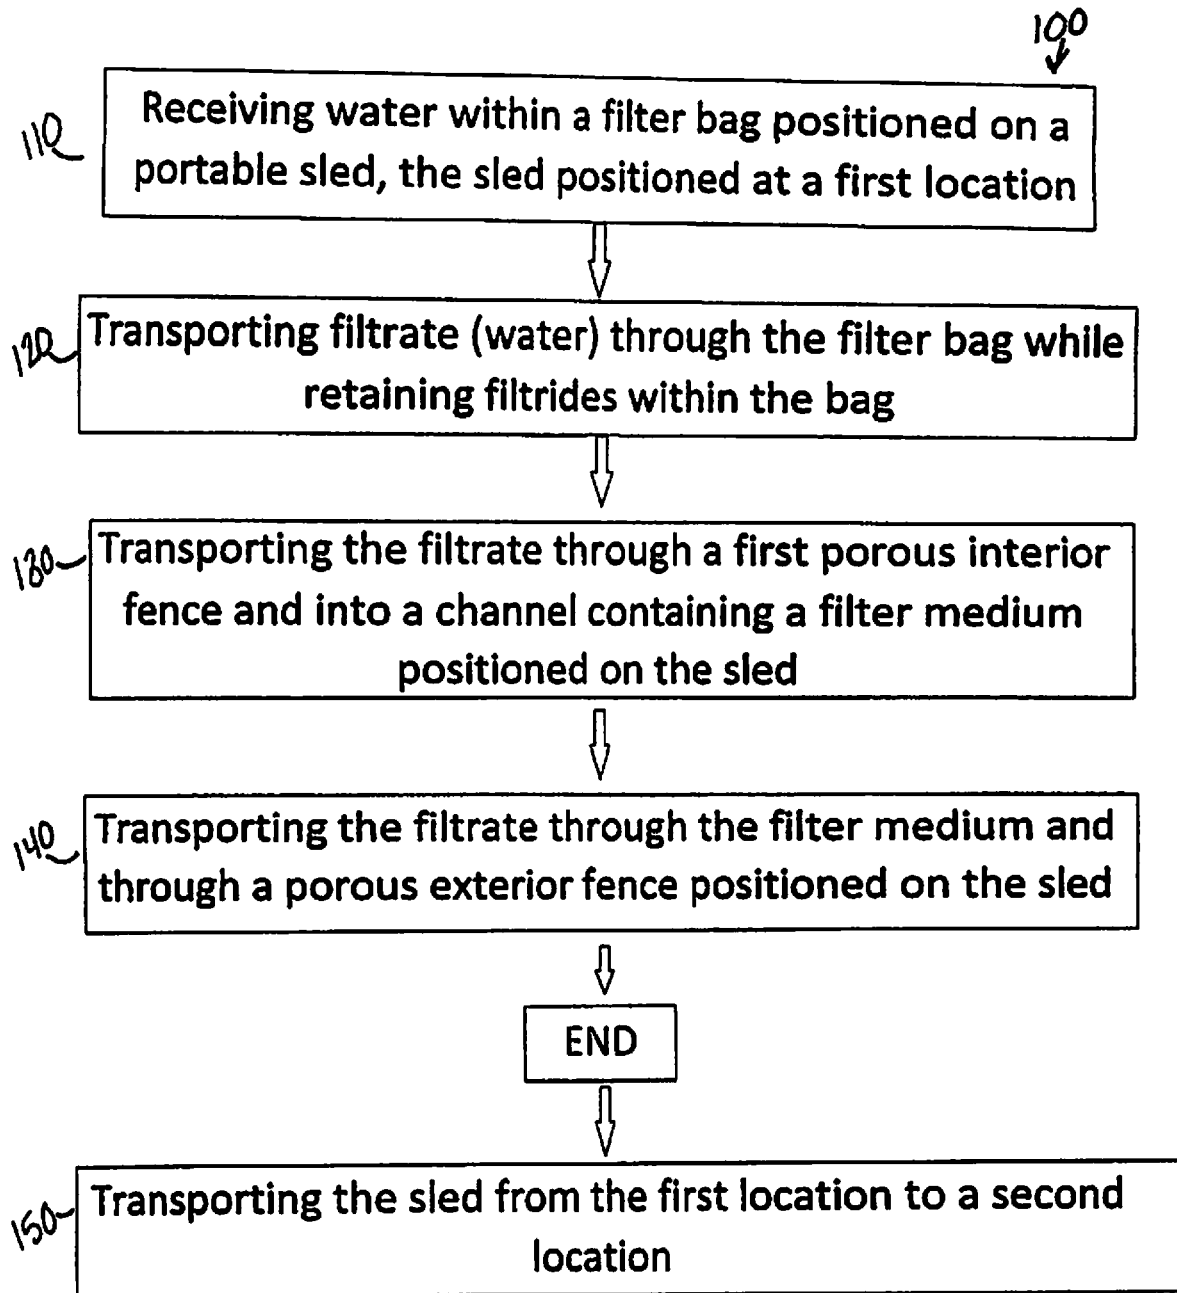 100
110
Receiving water within a filter bag positioned on a
portable sled, the sled positioned at a first location
120
Transporting filtrate (water) through the filter bag while
retaining filtrides within the bag
130
Transporting the filtrate through a first porous interior
fence and into a channel containing a filter medium
positioned on the sled
140
Transporting the filtrate through the filter medium and
through a porous exterior fence positioned on the sled
END
150
Transporting the sled from the first location to a second
location